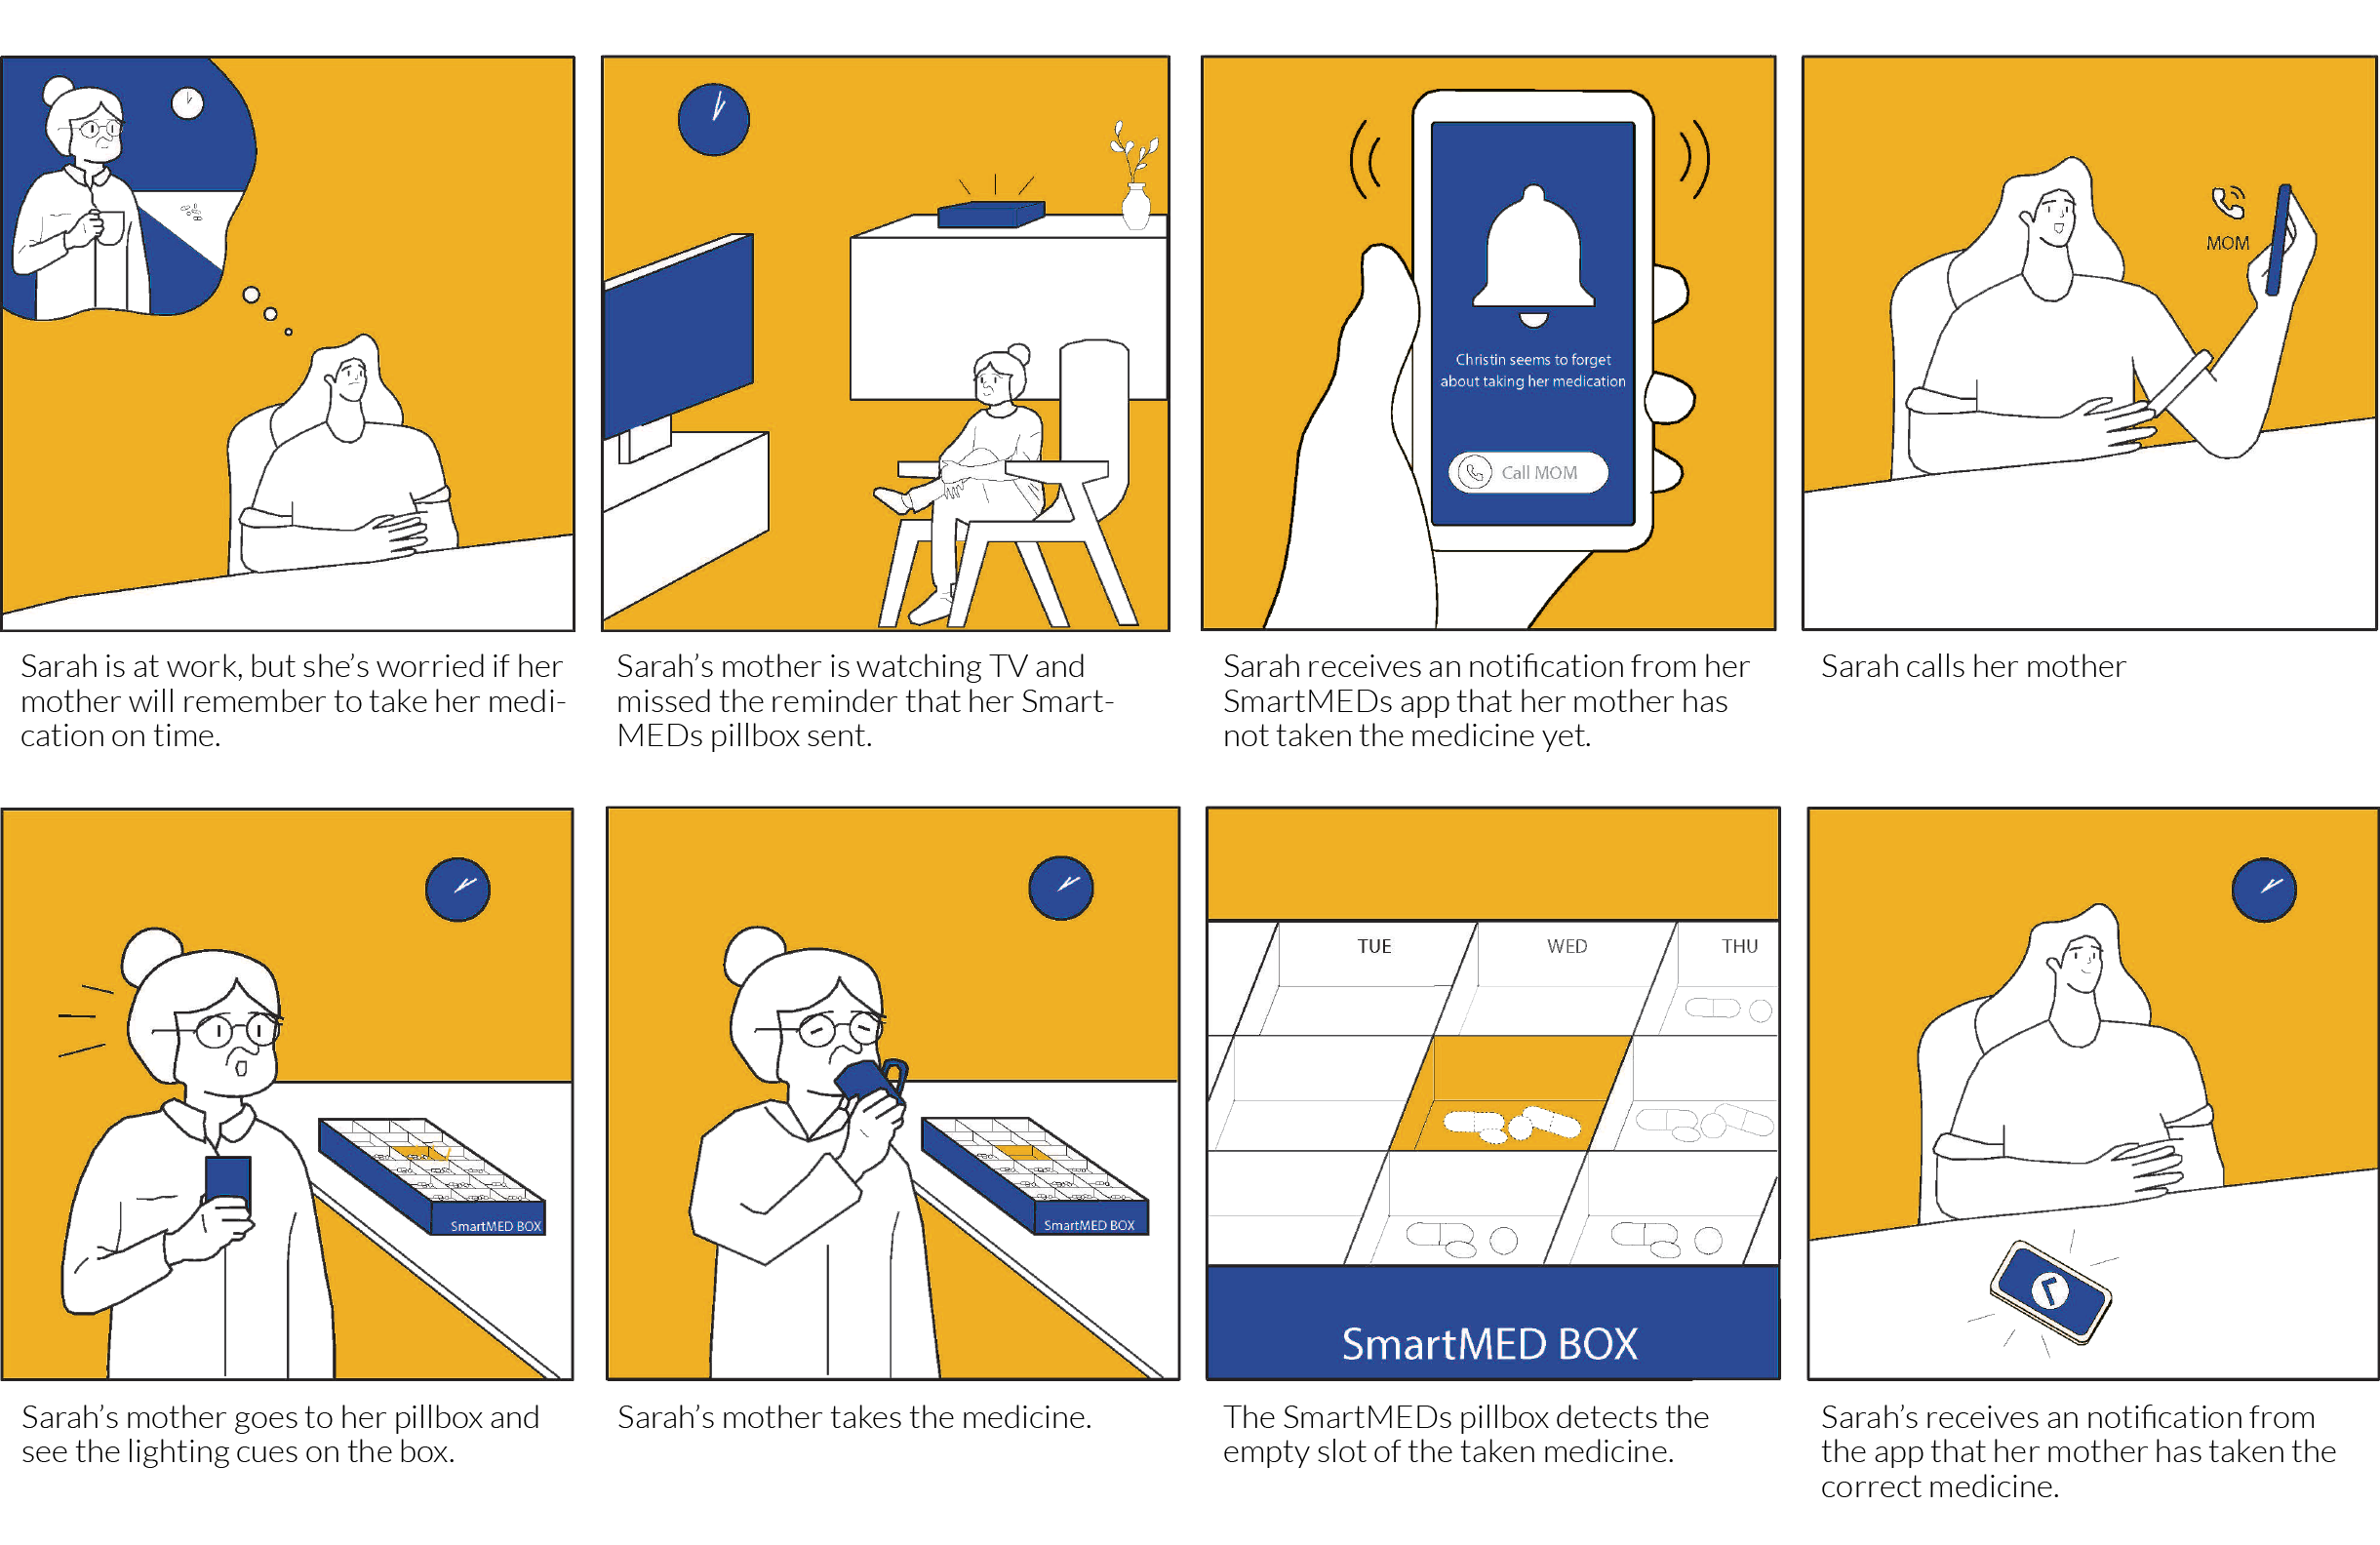 Christin seems to forget
about taking her medication
Call MOM
MOM
Sarah is at work, but she's worried if her
mother will remember to take her medi-
cation on time.
Sarah's mother is watching TV and
missed the reminder that her Smart-
MEDs pillbox sent.
Sarah receives an notification from her
SmartMEDs app that her mother has
not taken the medicine yet.
Sarah calls her mother
SmartMED BOX
SmartMED BOX
TUE WED THU
SmartMED BOX
Sarah's mother goes to her pillbox and
see the lighting cues on the box.
Sarah's mother takes the medicine.
The SmartMEDs pillbox detects the
empty slot of the taken medicine.
Sarah's receives an notification from
the app that her mother has taken the
correct medicine.